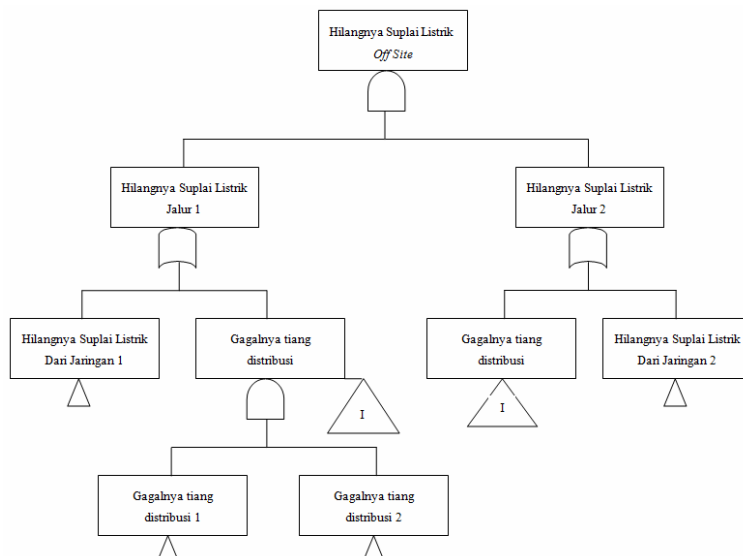 Hilangnya Suplai Listrik
Off Site
Hilangnya Suplai Listrik
Jalur 1
Hilangnya Suplai Listrik
Jalur 2
Hilangnya Suplai Listrik
Dari Jaringan 1
Gagalnya tiang
distribusi
Gagalnya tiang
distribusi
Hilangnya Suplai Listrik
Dari Jaringan 2
I
I
Gagalnya tiang
distribusi 1
Gagalnya tiang
distribusi 2